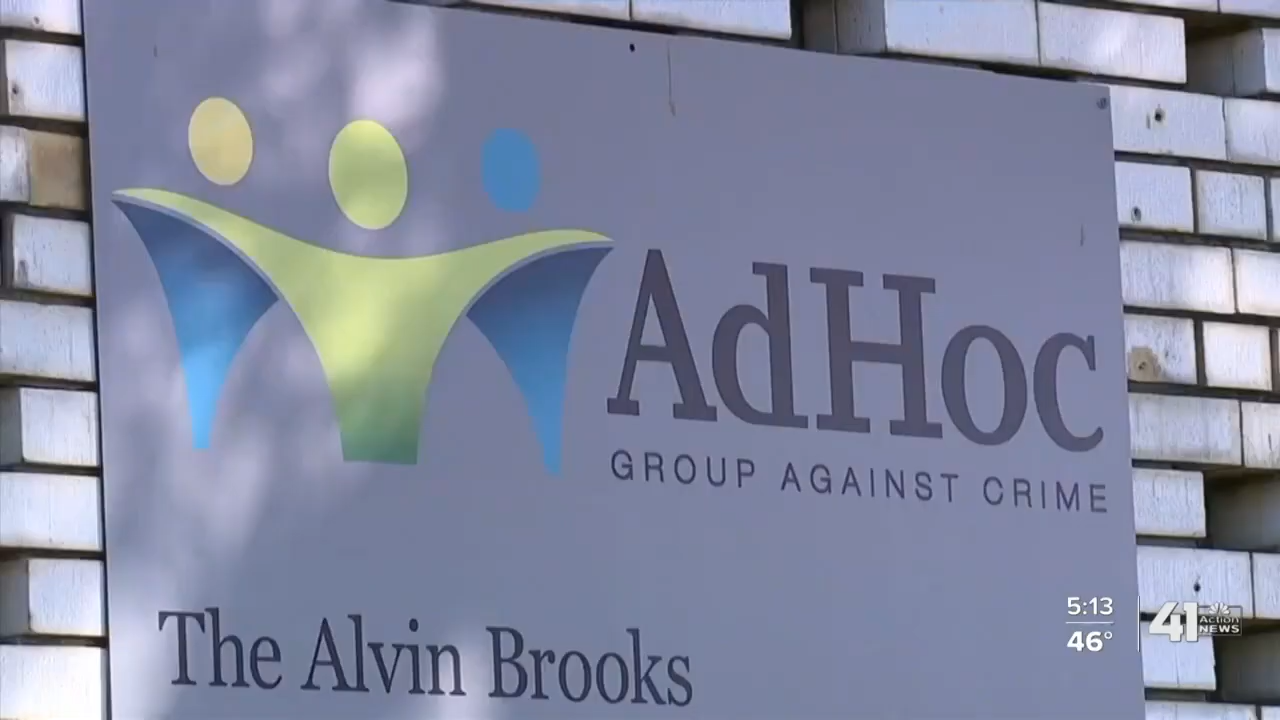 AdHoc
GROUP AGAINST CRIME
The Alvin Brooks
5:13
46°
41 Action
NEWS